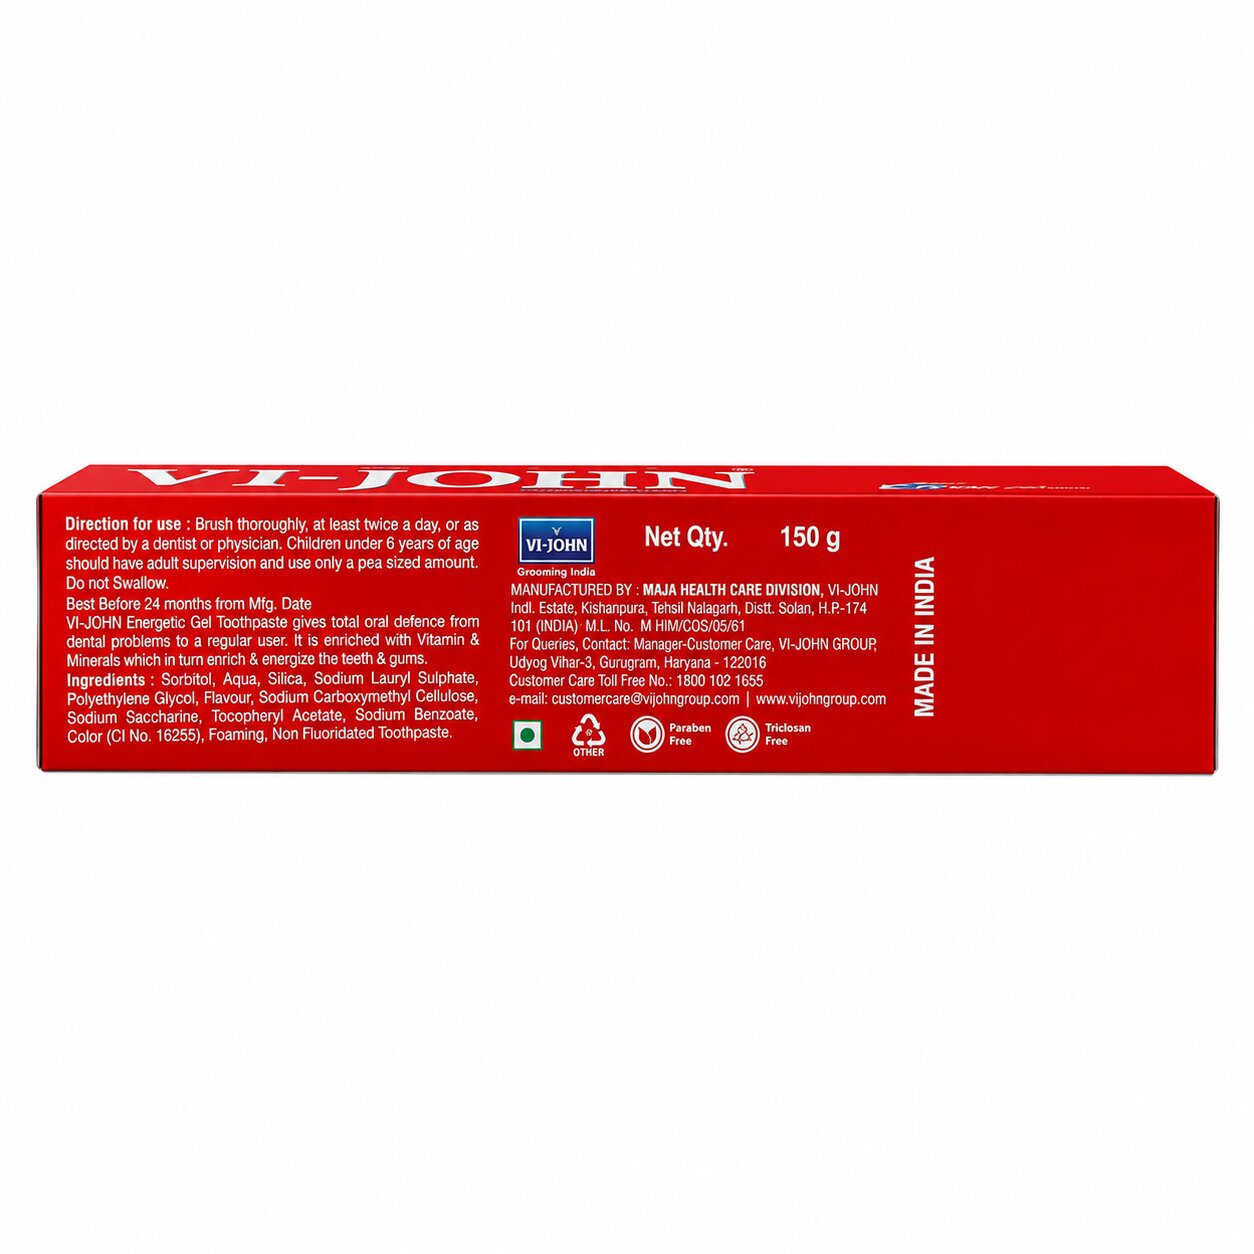 VI-JOHN
Direction for use : Brush thoroughly, at least twice a day, or as
directed by a dentist or physician. Children under 6 years of age
should have adult supervision and use only a pea sized amount.
Do not Swallow.
Best Before 24 months from Mfg. Date
VI-JOHN Energetic Gel Toothpaste gives total oral defence from
dental problems to a regular user. It is enriched with Vitamin &
Minerals which in turn enrich & energize the teeth & gums.
Ingredients : Sorbitol, Aqua, Silica, Sodium Lauryl Sulphate,
Polyethylene Glycol, Flavour, Sodium Carboxymethyl Cellulose,
Sodium Saccharine, Tocopheryl Acetate, Sodium Benzoate,
Color (CI No. 16255), Foaming, Non Fluoridated Toothpaste.
VI-JOHN
Grooming India
Net Qty. 150 g
MANUFACTURED BY : MAJA HEALTH CARE DIVISION, VI-JOHN
Indl. Estate, Kishanpura, Tehsil Nalagarh, Distt. Solan, H.P.-174
101 (INDIA) M.L. No. M HIM/COS/05/61
For Queries, Contact: Manager-Customer Care, VI-JOHN GROUP,
Udyog Vihar-3, Gurugram, Haryana - 122016
Customer Care Toll Free No.: 1800 102 1655
e-mail: customercare@vijohngroup.com | www.vijohngroup.com
OTHER
Paraben
Free
Triclosan
Free
MADE IN INDIA